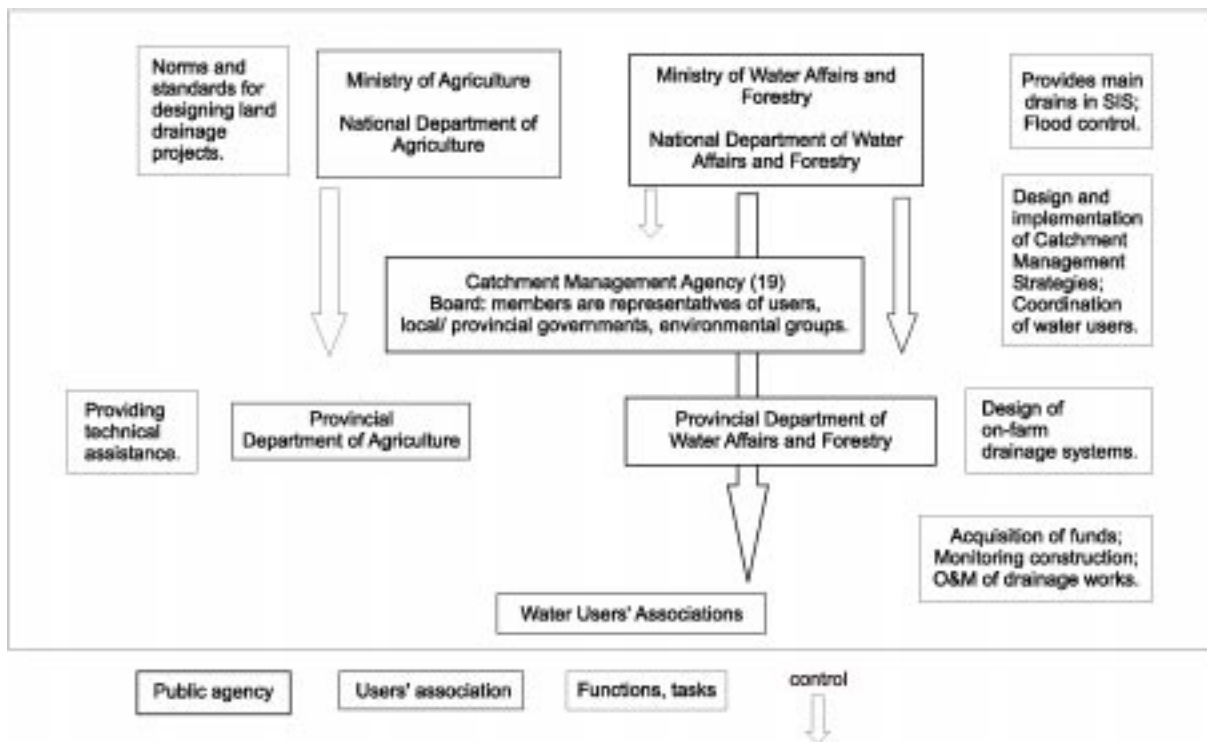 Norms and
standards for
designing land
drainage
projects.
Ministry of Agriculture
National Department of
Agriculture
Ministry of Water Affairs and
Forestry
National Department of Water
Affairs and Forestry
Provides main
drains in SIS;
Flood control.
Design and
implementation
of Catchment
Management
Strategies;
Coordination
of water users.
Catchment Management Agency (19)
Board: members are representatives of users,
local/ provincial governments, environmental groups.
Providing
technical
assistance.
Provincial
Department of Agriculture
Provincial Department of
Water Affairs and Forestry
Design of
on-farm
drainage systems.
Acquisition of funds;
Monitoring construction;
O&M of drainage works.
Water Users' Associations
Public agency
Users' association
Functions, tasks
control